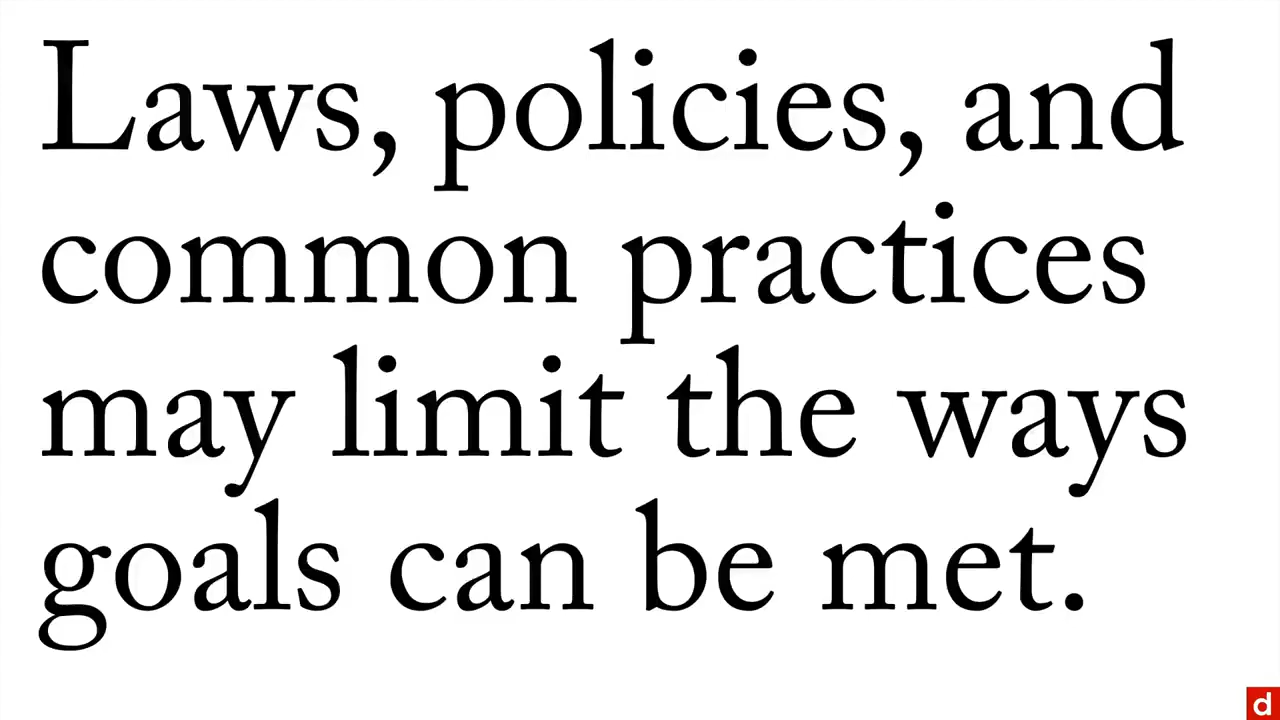 Laws, policies, and
common practices
may limit the ways
goals can be met.
d